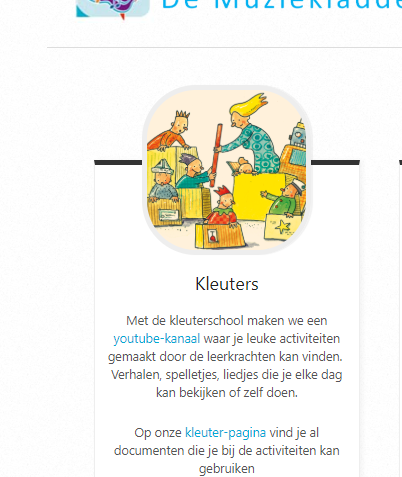 De Muziekladde
Kleuters
Met de kleuterschool maken we een
youtube-kanaal waar je leuke activiteiten
gemaakt door de leerkrachten kan vinden.
Verhalen, spelletjes, liedjes die je elke dag
kan bekijken of zelf doen.
Op onze kleuter-pagina vind je al
documenten die je bij de activiteiten kan
gebruiken